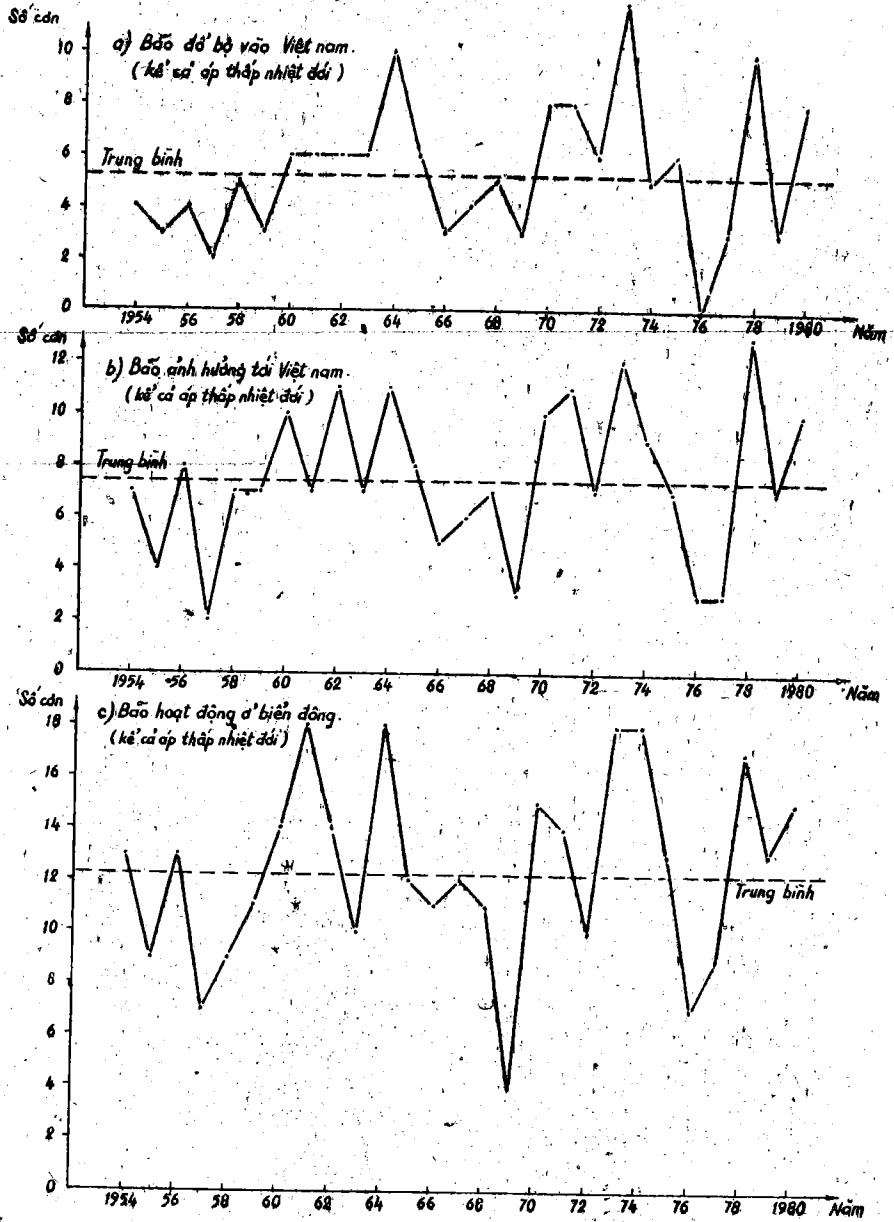 Số cơn
a) Bão đổ bộ vào Việt nam.
(kể cả áp thấp nhiệt đới)
10
8
6
Trung bình
4
2
0
1954 56 58 60 62 64 66 68 70 72 74 76 78 1980 Năm
Số cơn
12
b) Bão ảnh hưởng tới Việt nam.
(kể cả áp thấp nhiệt đới)
10
8
Trung bình
6
4
2
0
1954 56 58 60 62 64 66 68 70 72 74 76 78 1980 Năm
Số cơn
18
c) Bão hoạt động ở biển đông.
(kể cả áp thấp nhiệt đới)
16
14
12
Trung bình
10
8
6
4
2
0
1954 56 58 60 62 64 66 68 70 72 74 76 78 1980 Năm